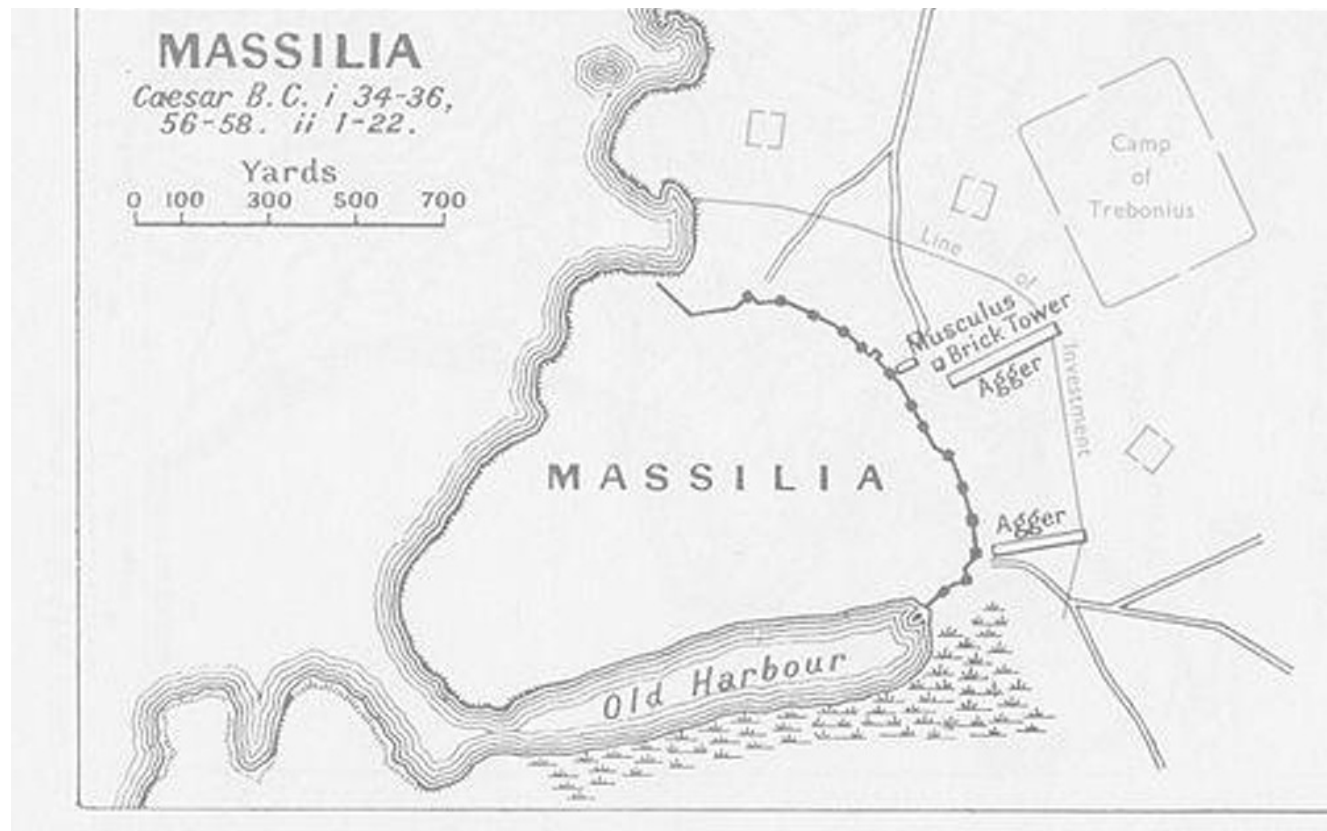 MASSILIA
Caesar B.C. i 34-36,
56-58. ii 1-22.
Yards
0 100 300 500 700
Camp
of
Trebonius
Line of Investment
Musculus
Brick Tower
Agger
MASSILIA
Agger
Old Harbour